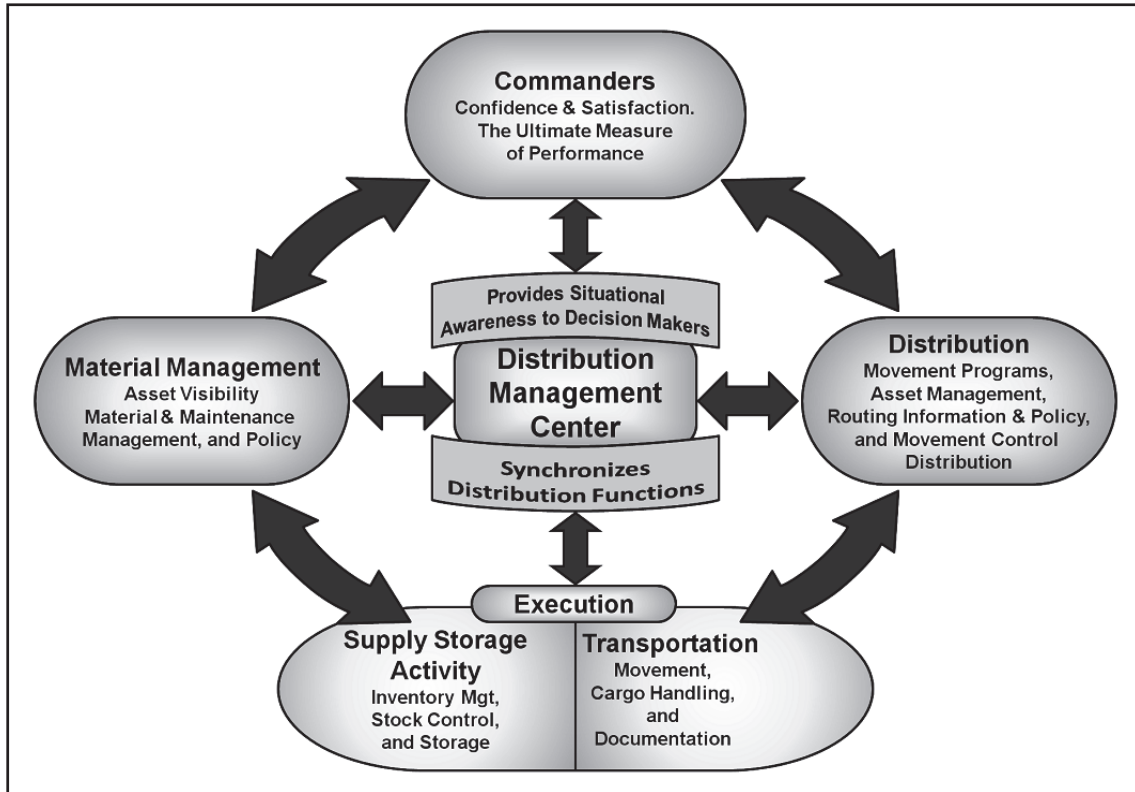 Commanders
Confidence & Satisfaction.
The Ultimate Measure
of Performance
Provides Situational
Awareness to Decision Makers
Material Management
Asset Visibility
Material & Maintenance
Management, and Policy
Distribution
Management
Center
Distribution
Movement Programs,
Asset Management,
Routing Information & Policy,
and Movement Control
Distribution
Synchronizes
Distribution Functions
Execution
Supply Storage
Activity
Inventory Mgt,
Stock Control,
and Storage
Transportation
Movement,
Cargo Handling,
and
Documentation